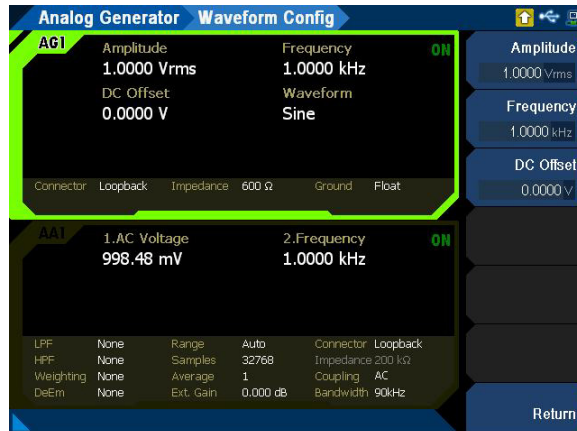 Analog Generator Waveform Config
AG1
Amplitude Frequency ON
1.0000 Vrms 1.0000 kHz
DC Offset Waveform
0.0000 V Sine
Connector Loopback Impedance 600 Ω Ground Float
AA1
1.AC Voltage 2.Frequency ON
998.48 mV 1.0000 kHz
LPF None Range Auto Connector Loopback
HPF None Samples 32768 Impedance 200 kΩ
Weighting None Average 1 Coupling AC
DeEm None Ext. Gain 0.000 dB Bandwidth 90kHz
Amplitude
1.0000 Vrms
Frequency
1.0000 kHz
DC Offset
0.0000 V
Return